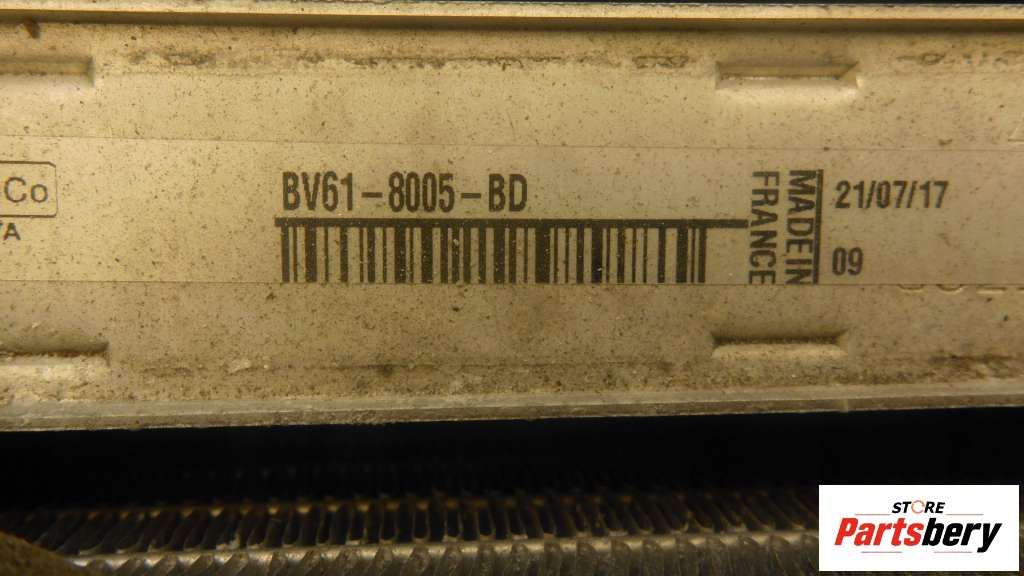 Co
BV61-8005-BD
MADE IN
FRANCE
21/07/17
09
STORE
Partsbery